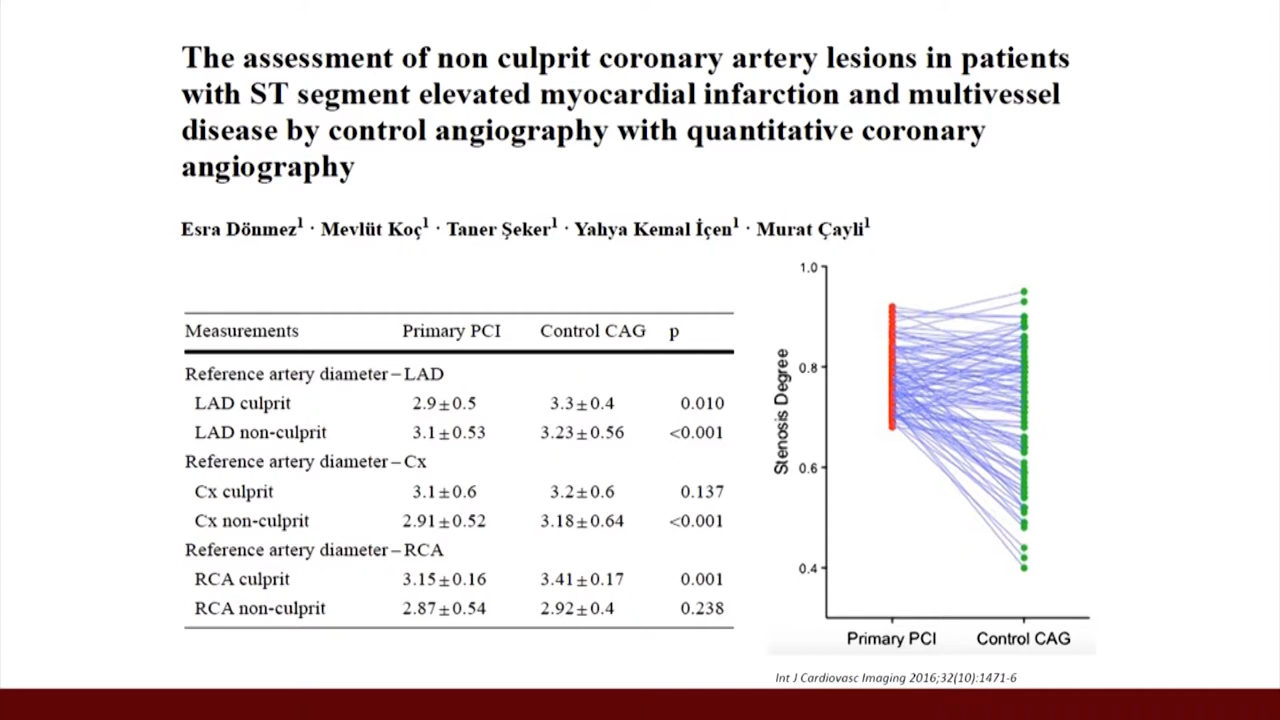 The assessment of non culprit coronary artery lesions in patients
with ST segment elevated myocardial infarction and multivessel
disease by control angiography with quantitative coronary
angiography
Esra Dönmez¹ · Mevlüt Koç¹ · Taner Şeker¹ · Yahya Kemal İçen¹ · Murat Çayli¹
Measurements Primary PCI Control CAG p
Reference artery diameter–LAD
LAD culprit 2.9±0.5 3.3±0.4 0.010
LAD non-culprit 3.1±0.53 3.23±0.56 <0.001
Reference artery diameter–Cx
Cx culprit 3.1±0.6 3.2±0.6 0.137
Cx non-culprit 2.91±0.52 3.18±0.64 <0.001
Reference artery diameter–RCA
RCA culprit 3.15±0.16 3.41±0.17 0.001
RCA non-culprit 2.87±0.54 2.92±0.4 0.238
Stenosis Degree
1.0
0.8
0.6
0.4
Primary PCI Control CAG
Int J Cardiovasc Imaging 2016;32(10):1471-6